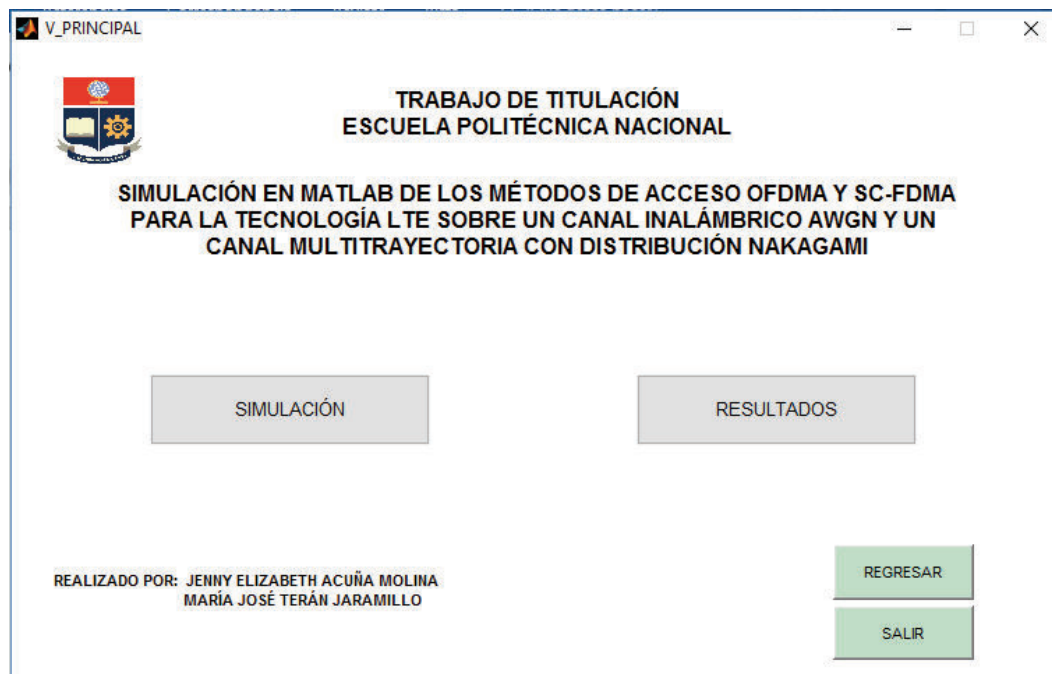 V_PRINCIPAL
TRABAJO DE TITULACIÓN
ESCUELA POLITÉCNICA NACIONAL
SIMULACIÓN EN MATLAB DE LOS MÉTODOS DE ACCESO OFDMA Y SC-FDMA
PARA LA TECNOLOGÍA LTE SOBRE UN CANAL INALÁMBRICO AWGN Y UN
CANAL MULTITRAYECTORIA CON DISTRIBUCIÓN NAKAGAMI
SIMULACIÓN
RESULTADOS
REALIZADO POR: JENNY ELIZABETH ACUÑA MOLINA
MARÍA JOSÉ TERÁN JARAMILLO
REGRESAR
SALIR